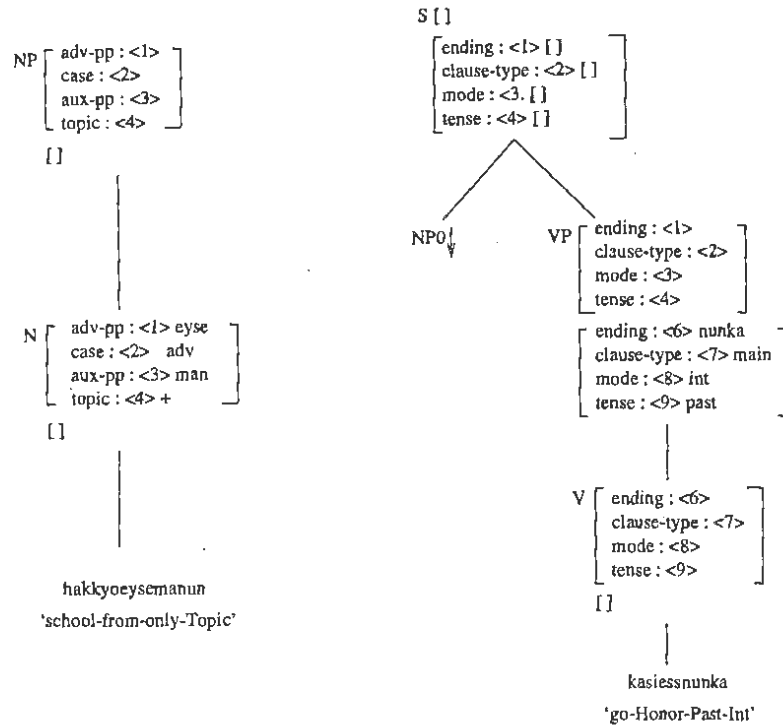 NP
adv-pp : <1>
case : <2>
aux-pp : <3>
topic : <4>
[ ]
N
adv-pp : <1> eyse
case : <2> adv
aux-pp : <3> man
topic : <4> +
[ ]
hakkyoeysemanun
‘school-from-only-Topic’
S [ ]
ending : <1> [ ]
clause-type : <2> [ ]
mode : <3. [ ]
tense : <4> [ ]
NP0↓
VP
ending : <1>
clause-type : <2>
mode : <3>
tense : <4>
ending : <6> nunka
clause-type : <7> main
mode : <8> int
tense : <9> past
V
ending : <6>
clause-type : <7>
mode : <8>
tense : <9>
[ ]
kasiessnunka
‘go-Honor-Past-Int’